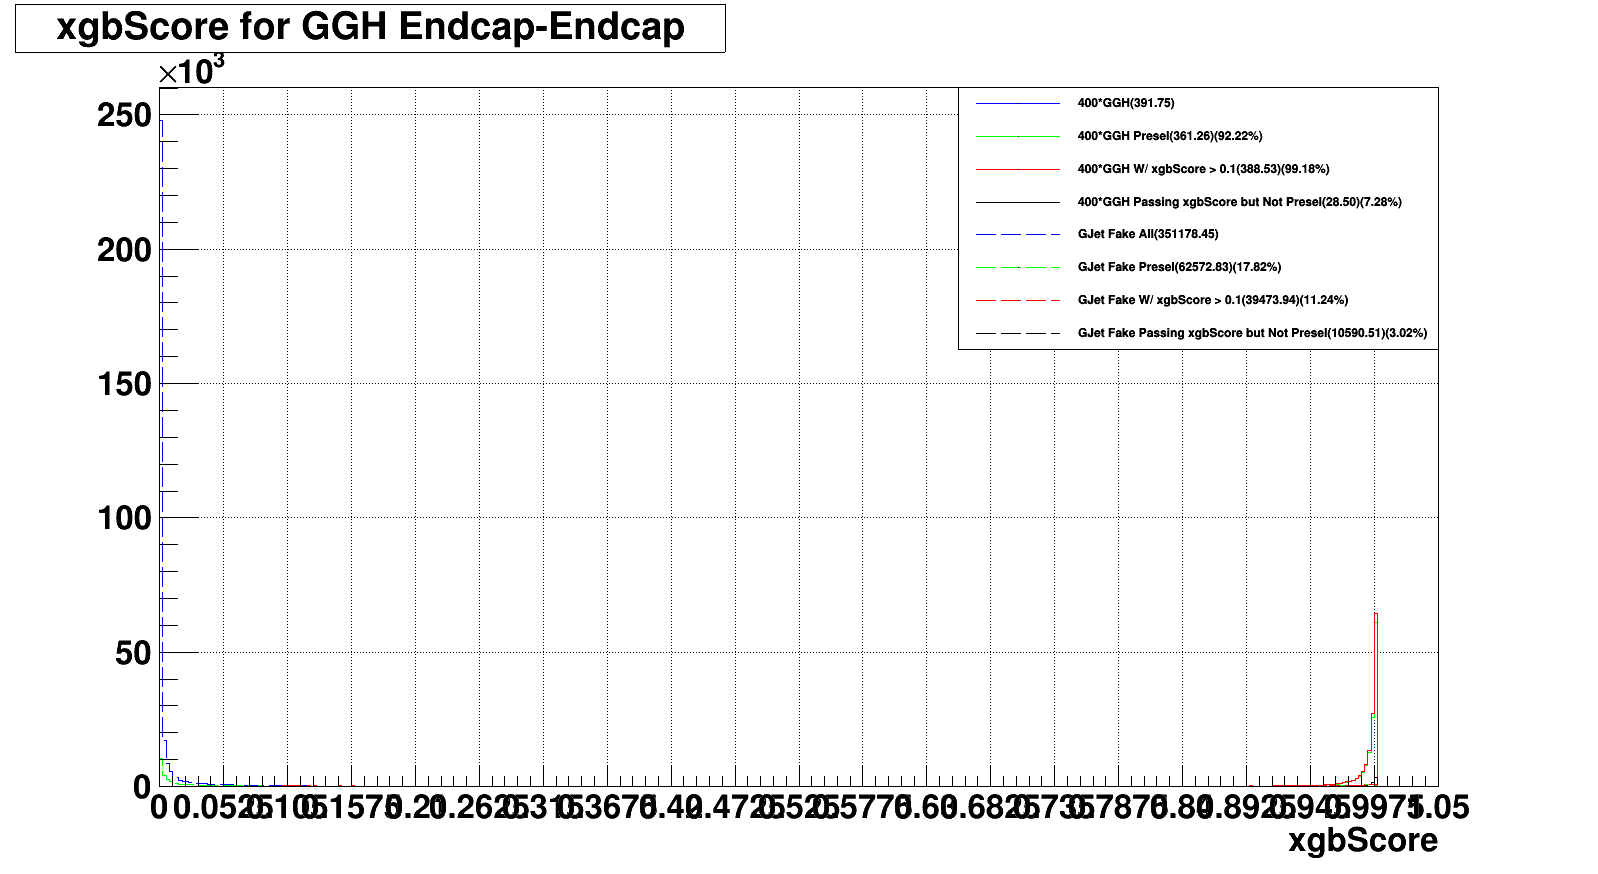 xgbScore for GGH Endcap-Endcap
×10³
250
200
150
100
50
0
400*GGH(391.75)
400*GGH Presel(361.26)(92.22%)
400*GGH W/ xgbScore > 0.1(388.53)(99.18%)
400*GGH Passing xgbScore but Not Presel(28.50)(7.28%)
GJet Fake All(351178.45)
GJet Fake Presel(62572.83)(17.82%)
GJet Fake W/ xgbScore > 0.1(39473.94)(11.24%)
GJet Fake Passing xgbScore but Not Presel(10590.51)(3.02%)
0 0.0525 0.105 0.1575 0.21 0.2625 0.315 0.3675 0.42 0.4725 0.525 0.5775 0.63 0.6825 0.735 0.7875 0.84 0.8925 0.945 0.9975 1.05
xgbScore